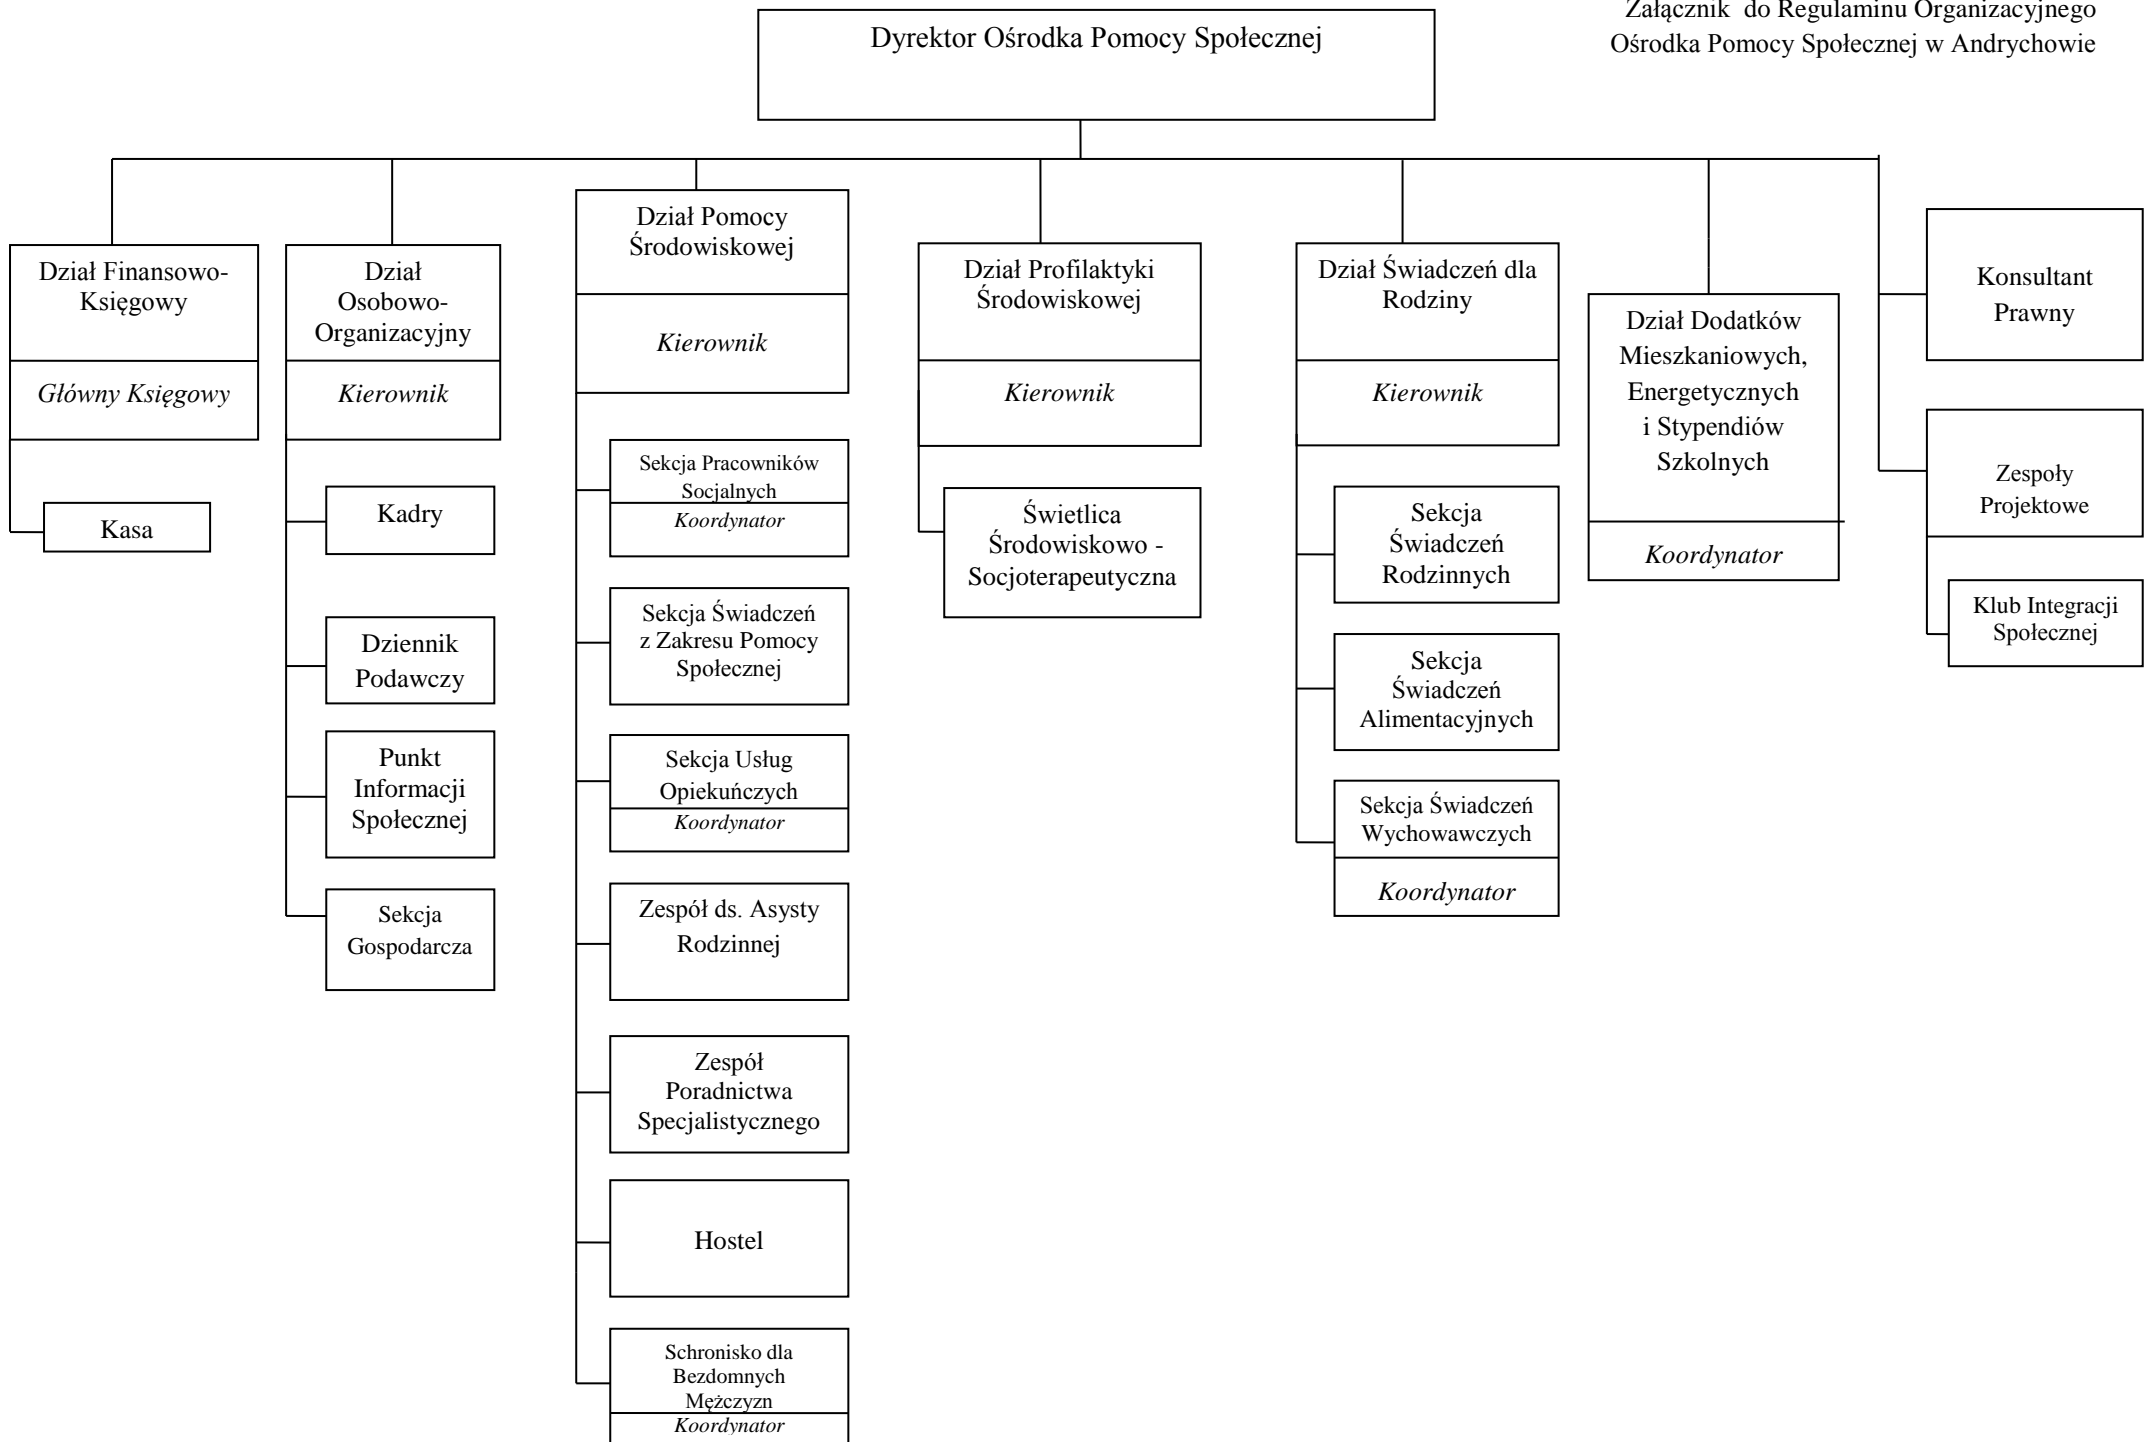 Załącznik do Regulaminu Organizacyjnego
Ośrodka Pomocy Społecznej w Andrychowie
Dyrektor Ośrodka Pomocy Społecznej
Dział Finansowo-
Księgowy
Główny Księgowy
Kasa
Dział
Osobowo-
Organizacyjny
Kierownik
Kadry
Dziennik
Podawczy
Punkt
Informacji
Społecznej
Sekcja
Gospodarcza
Dział Pomocy
Środowiskowej
Kierownik
Sekcja Pracowników
Socjalnych
Koordynator
Sekcja Świadczeń
z Zakresu Pomocy
Społecznej
Sekcja Usług
Opiekuńczych
Koordynator
Zespół ds. Asysty
Rodzinnej
Zespół
Poradnictwa
Specjalistycznego
Hostel
Schronisko dla
Bezdomnych
Mężczyzn
Koordynator
Dział Profilaktyki
Środowiskowej
Kierownik
Świetlica
Środowiskowo -
Socjoterapeutyczna
Dział Świadczeń dla
Rodziny
Kierownik
Sekcja
Świadczeń
Rodzinnych
Sekcja
Świadczeń
Alimentacyjnych
Sekcja Świadczeń
Wychowawczych
Koordynator
Dział Dodatków
Mieszkaniowych,
Energetycznych
i Stypendiów
Szkolnych
Koordynator
Konsultant
Prawny
Zespoły
Projektowe
Klub Integracji
Społecznej